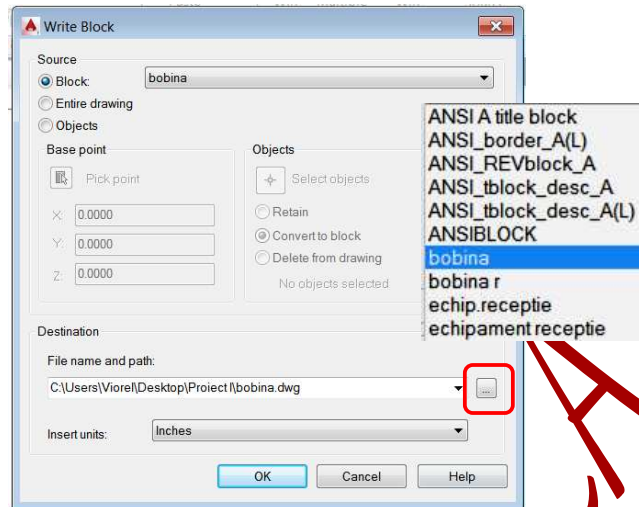 Write Block
Source
Block:
bobina
Entire drawing
Objects
Base point
Pick point
X: 0.0000
Y: 0.0000
Z: 0.0000
Objects
Select objects
Retain
Convert to block
Delete from drawing
No objects selected
ANSI A title block
ANSI_border_A(L)
ANSI_REVblock_A
ANSI_tblock_desc_A
ANSI_tblock_desc_A(L)
ANSIBLOCK
bobina
bobina r
echip.receptie
echipament receptie
Destination
File name and path:
C:\Users\Viorel\Desktop\Proiect I\bobina.dwg
...
Insert units:
Inches
OK
Cancel
Help